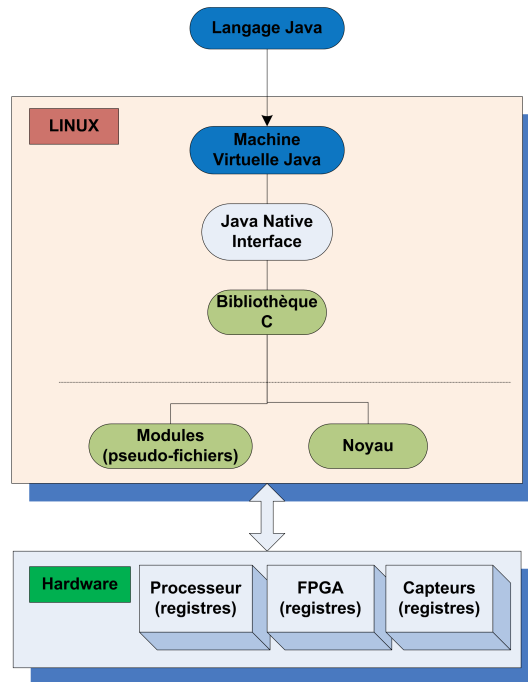 Langage Java
LINUX
Machine
Virtuelle Java
Java Native
Interface
Bibliothèque
C
Modules
(pseudo-fichiers)
Noyau
Hardware
Processeur
(registres)
FPGA
(registres)
Capteurs
(registres)